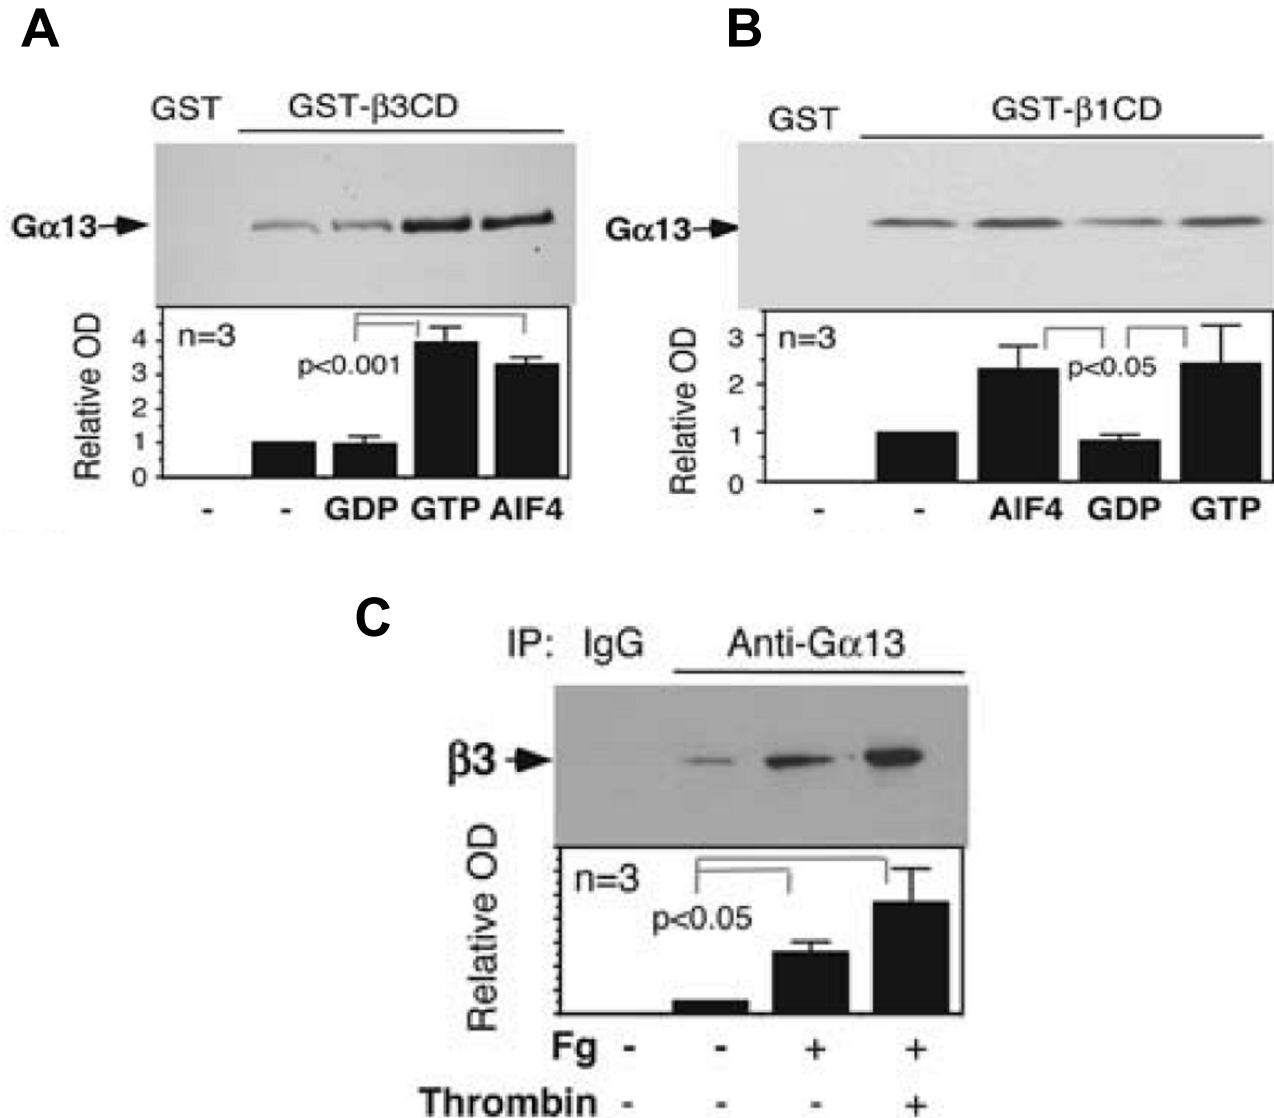 A
GST GST-β3CD
Gα13
Relative OD
4
3
2
1
0
n=3
p<0.001
- - GDP GTP AlF4
B
GST GST-β1CD
Gα13
Relative OD
3
2
1
0
n=3
p<0.05
- - AlF4 GDP GTP
C
IP: IgG Anti-Gα13
β3
Relative OD
n=3
p<0.05
Fg - - + +
Thrombin - - - +